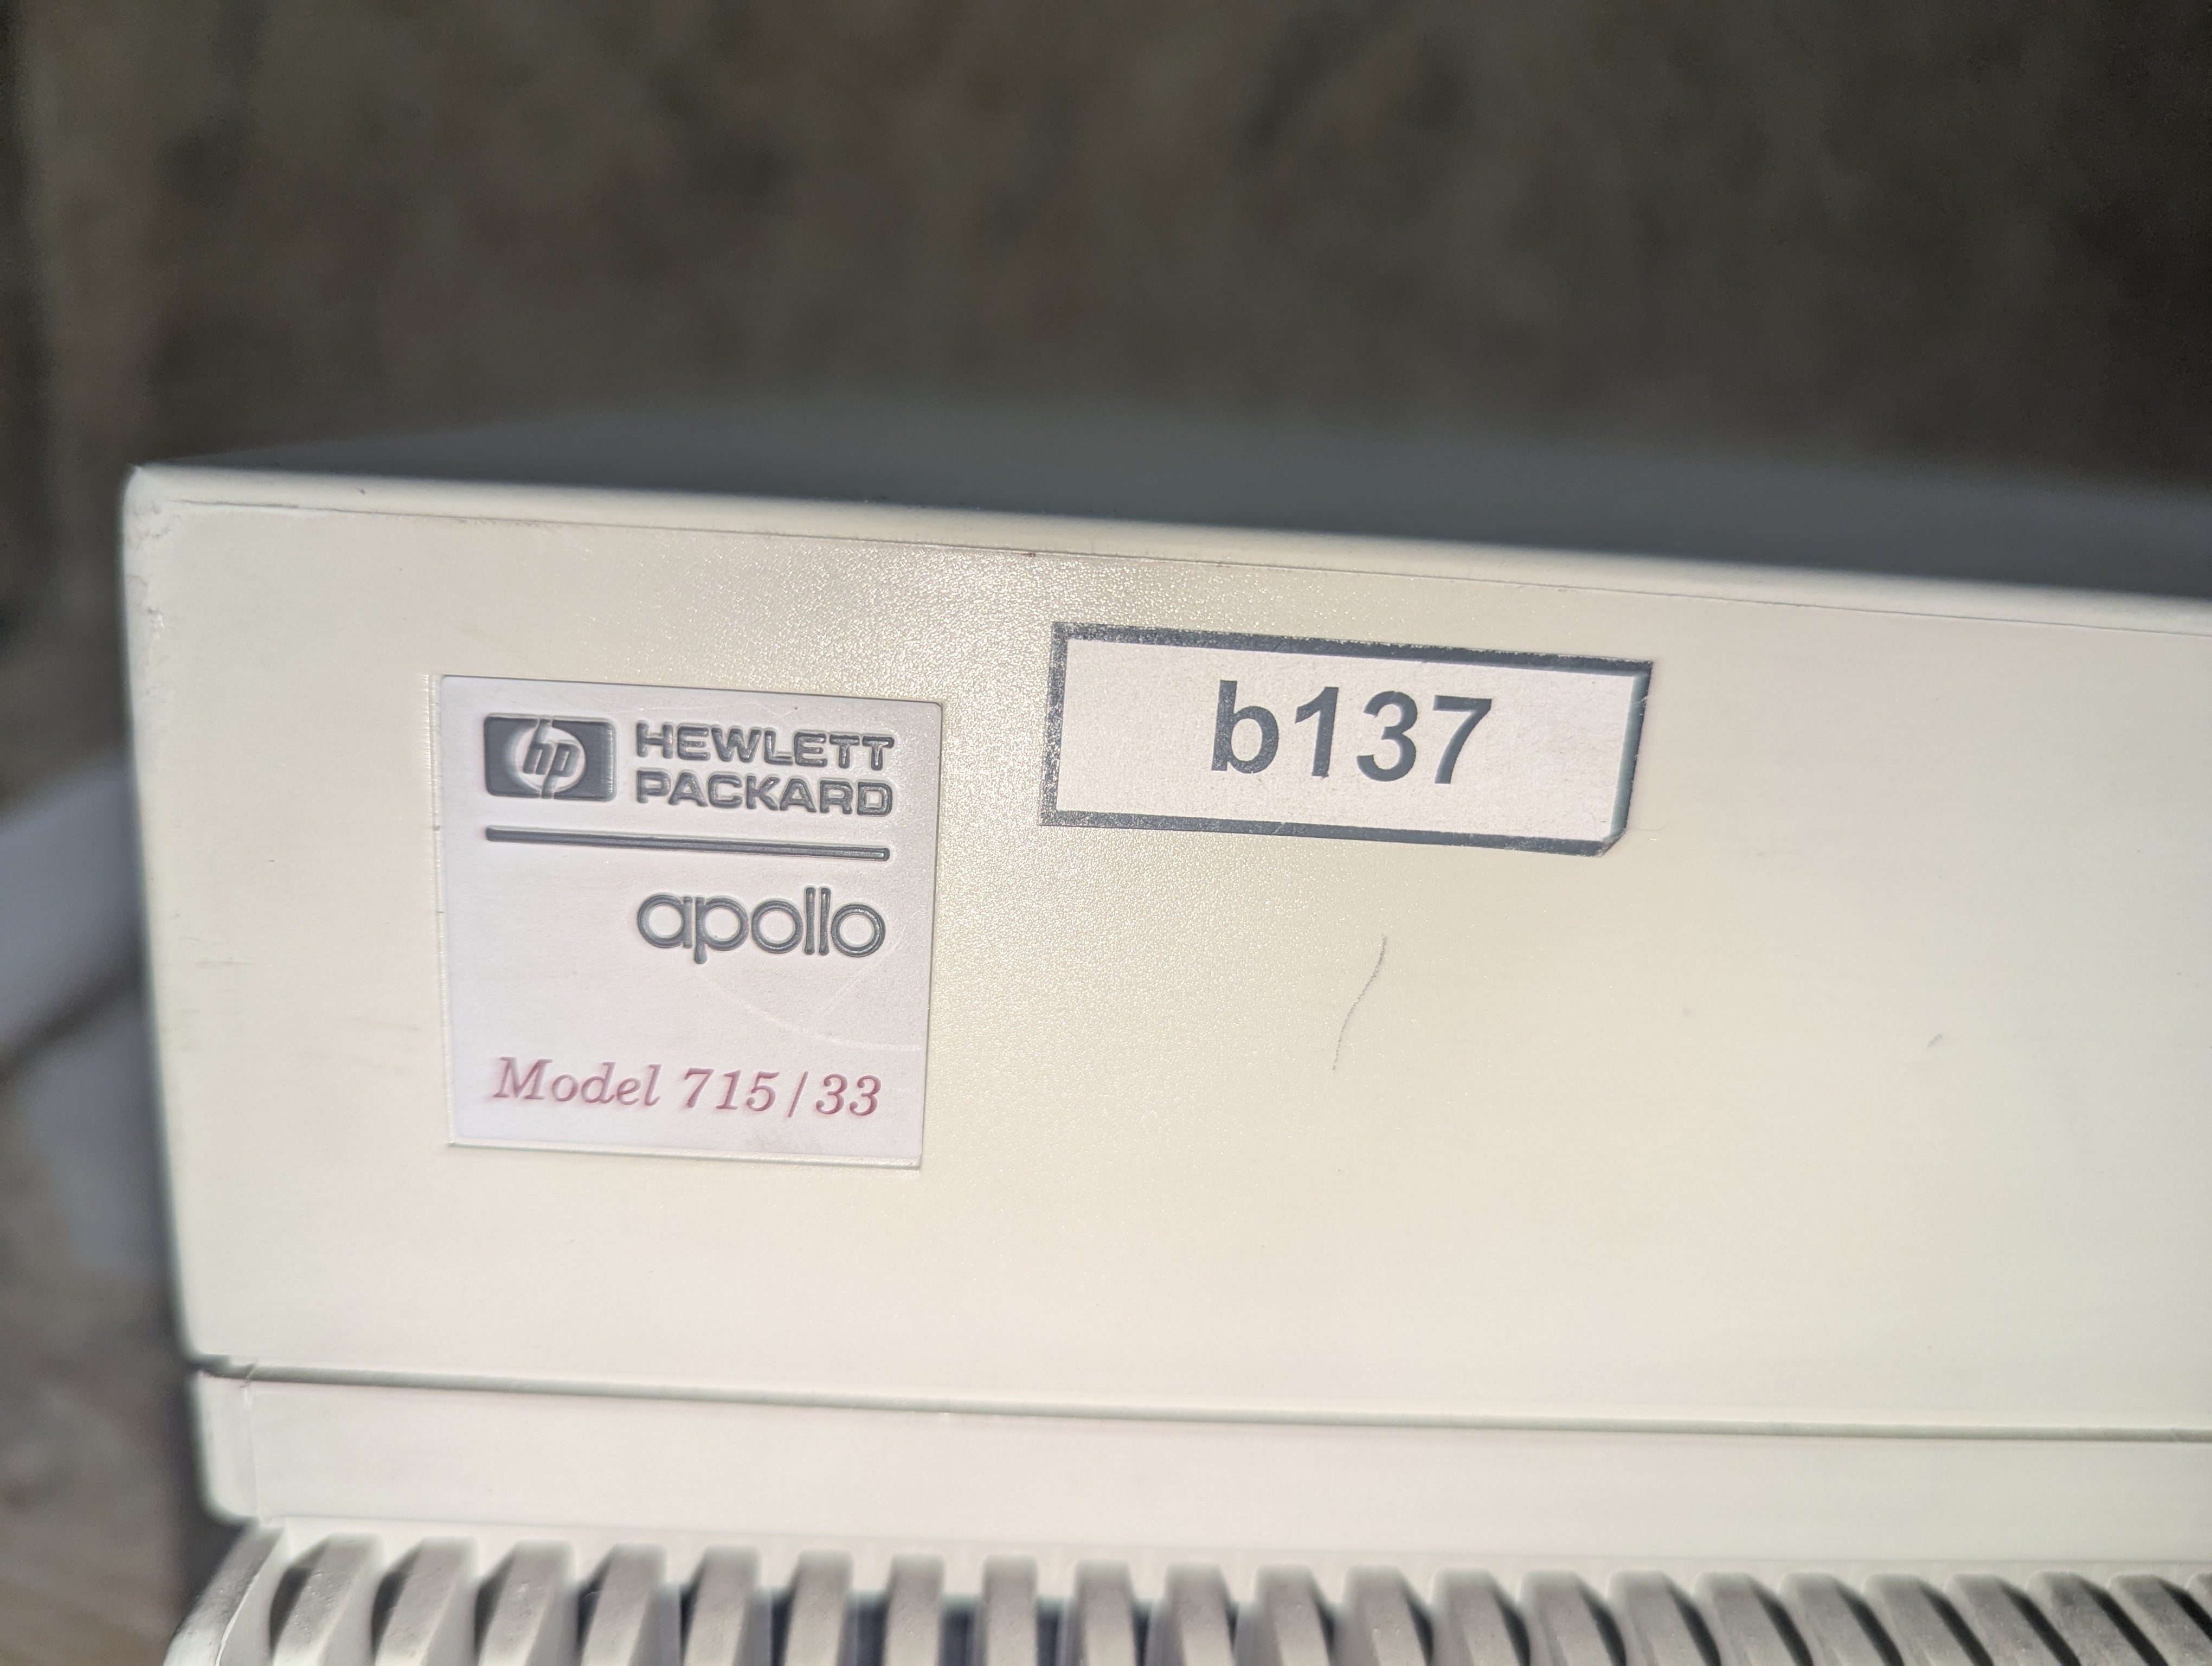 hp HEWLETT
PACKARD
apollo
Model 715/33
b137